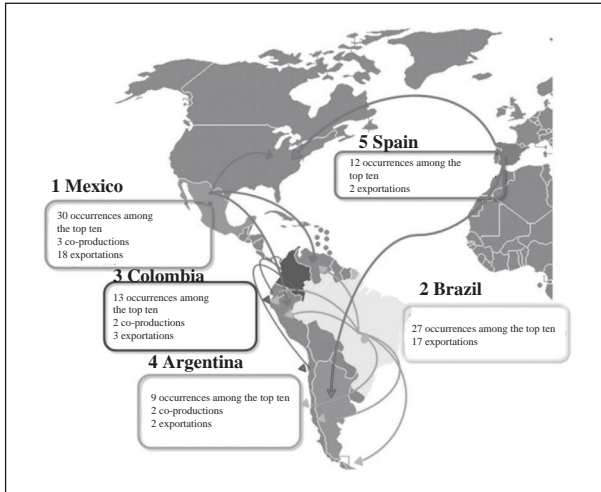 5 Spain
12 occurrences among the
top ten
2 exportations
1 Mexico
30 occurrences among
the top ten
3 co-productions
18 exportations
3 Colombia
13 occurrences among
the top ten
2 co-productions
3 exportations
2 Brazil
27 occurrences among the top ten
17 exportations
4 Argentina
9 occurrences among the top ten
2 co-productions
2 exportations